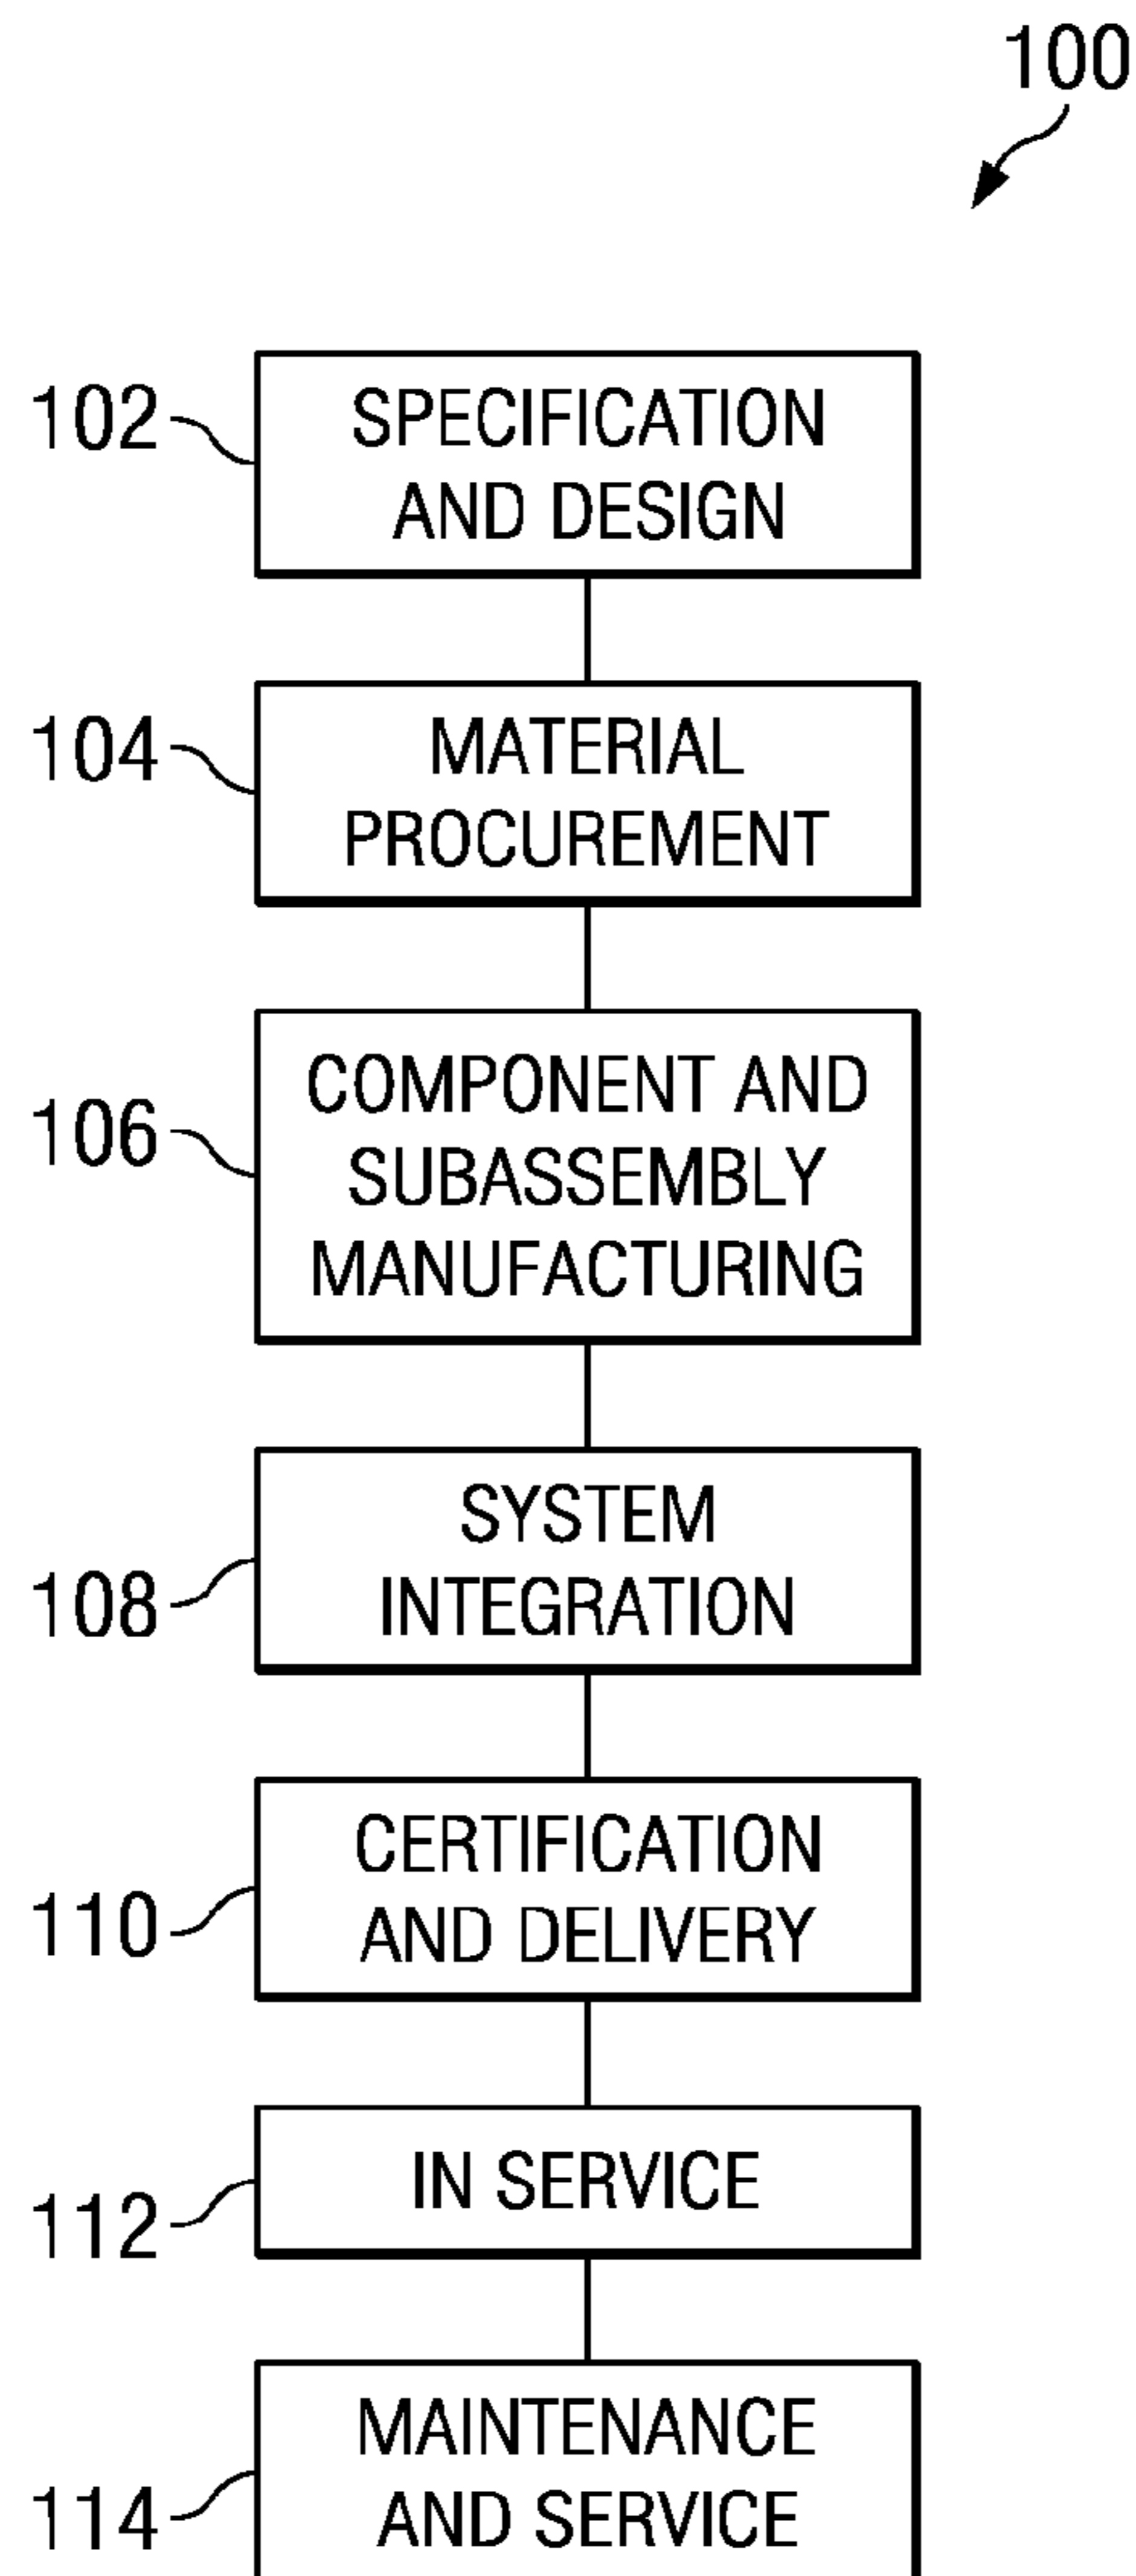 100
102
SPECIFICATION
AND DESIGN
104
MATERIAL
PROCUREMENT
106
COMPONENT AND
SUBASSEMBLY
MANUFACTURING
108
SYSTEM
INTEGRATION
110
CERTIFICATION
AND DELIVERY
112
IN SERVICE
114
MAINTENANCE
AND SERVICE